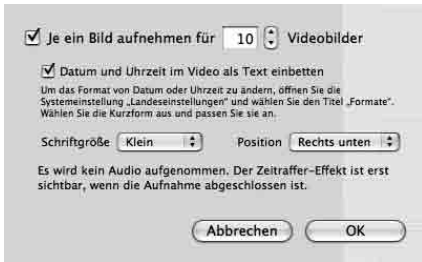 Je ein Bild aufnehmen für 10 Videobilder
Datum und Uhrzeit im Video als Text einbetten
Um das Format von Datum oder Uhrzeit zu ändern, öffnen Sie die
Systemeinstellung „Landeseinstellungen" und wählen Sie den Titel „Formate".
Wählen Sie die Kurzform aus und passen Sie sie an.
Schriftgröße Klein Position Rechts unten
Es wird kein Audio aufgenommen. Der Zeitraffer-Effekt ist erst
sichtbar, wenn die Aufnahme abgeschlossen ist.
Abbrechen OK